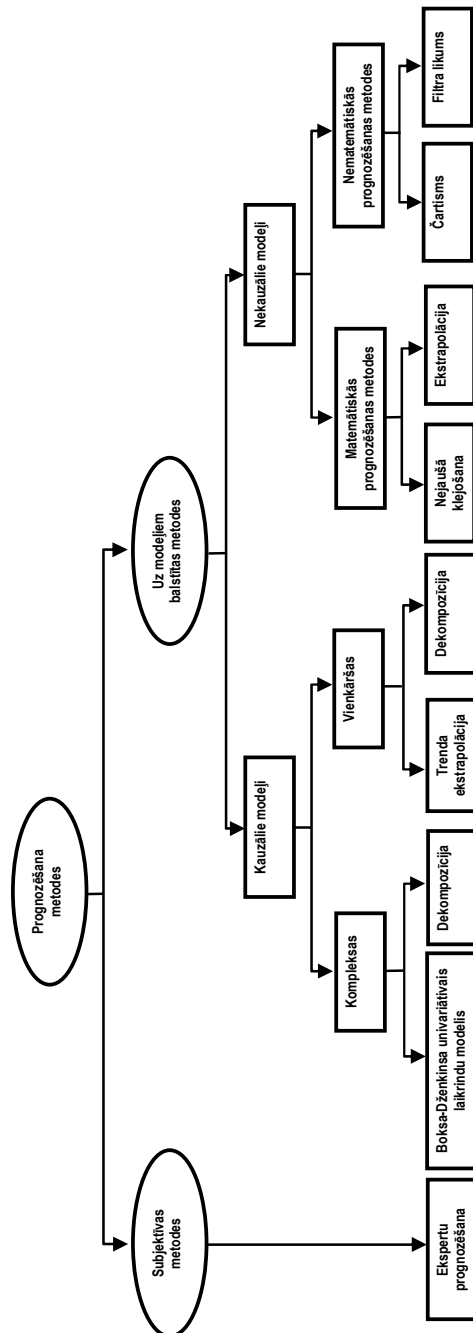 Prognozēšana
metodes
Subjektīvas
metodes
Uz modeļiem
balstītas metodes
Kauzālie modeļi
Nekauzālie modeļi
Kompleksas
Vienkāršas
Matemātiskās
prognozēšanas metodes
Nematemātiskās
prognozēšanas metodes
Ekspertu
prognozēšana
Boksa-Dženkinsa univariātīvais
laikrindu modelis
Dekompozīcija
Trenda
ekstrapolācija
Dekompozīcija
Nejaušā
klejošana
Ekstrapolācija
Čartisms
Filtra likums